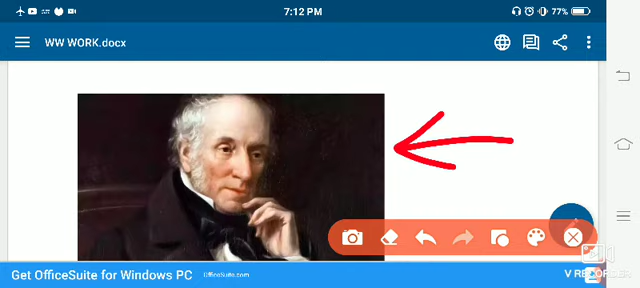 7:12 PM
77%
WW WORK.docx
Get OfficeSuite for Windows PC OfficeSuite.com
V RECORDER